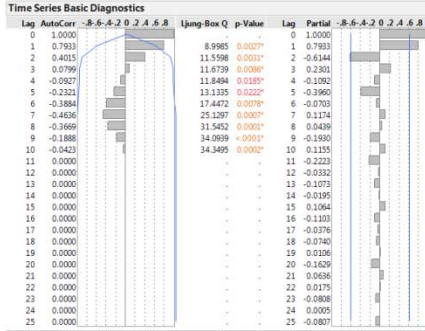 Time Series Basic Diagnostics
Lag AutoCorr -.8-.6-.4-.2 0 .2 .4 .6 .8 Ljung-Box Q p-Value Lag Partial -.8-.6-.4-.2 0 .2 .4 .6 .8
0 1.0000 . . 0 1.0000
1 0.7933 8.9985 0.0027* 1 0.7933
2 0.4015 11.5598 0.0031* 2 -0.6144
3 0.0799 11.6739 0.0086* 3 0.2301
4 -0.0927 11.8494 0.0185* 4 -0.1092
5 -0.2321 13.1335 0.0222* 5 -0.3960
6 -0.3884 17.4472 0.0078* 6 -0.0703
7 -0.4636 25.1297 0.0007* 7 0.1174
8 -0.3669 31.5452 0.0001* 8 0.0439
9 -0.1888 34.0939 <.0001* 9 -0.1930
10 -0.0423 34.3495 0.0002* 10 0.1155
11 0.0000 . . 11 -0.2223
12 0.0000 . . 12 -0.0332
13 0.0000 . . 13 -0.1073
14 0.0000 . . 14 -0.0195
15 0.0000 . . 15 0.1064
16 0.0000 . . 16 -0.1103
17 0.0000 . . 17 -0.0376
18 0.0000 . . 18 -0.0740
19 0.0000 . . 19 0.0106
20 0.0000 . . 20 -0.1629
21 0.0000 . . 21 0.0636
22 0.0000 . . 22 0.0175
23 0.0000 . . 23 -0.0808
24 0.0000 . . 24 0.0005
25 0.0000 . . 25 -0.0807